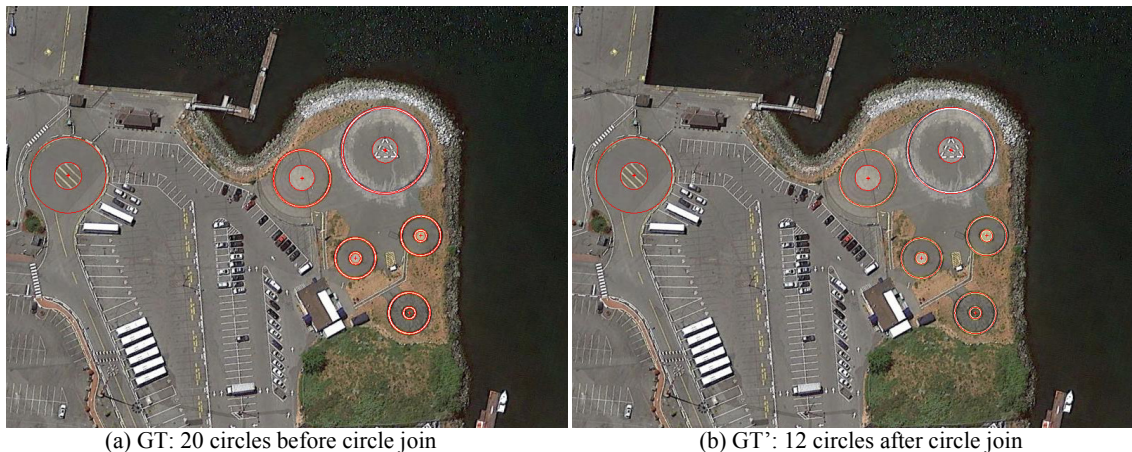 (a) GT: 20 circles before circle join
(b) GT’: 12 circles after circle join